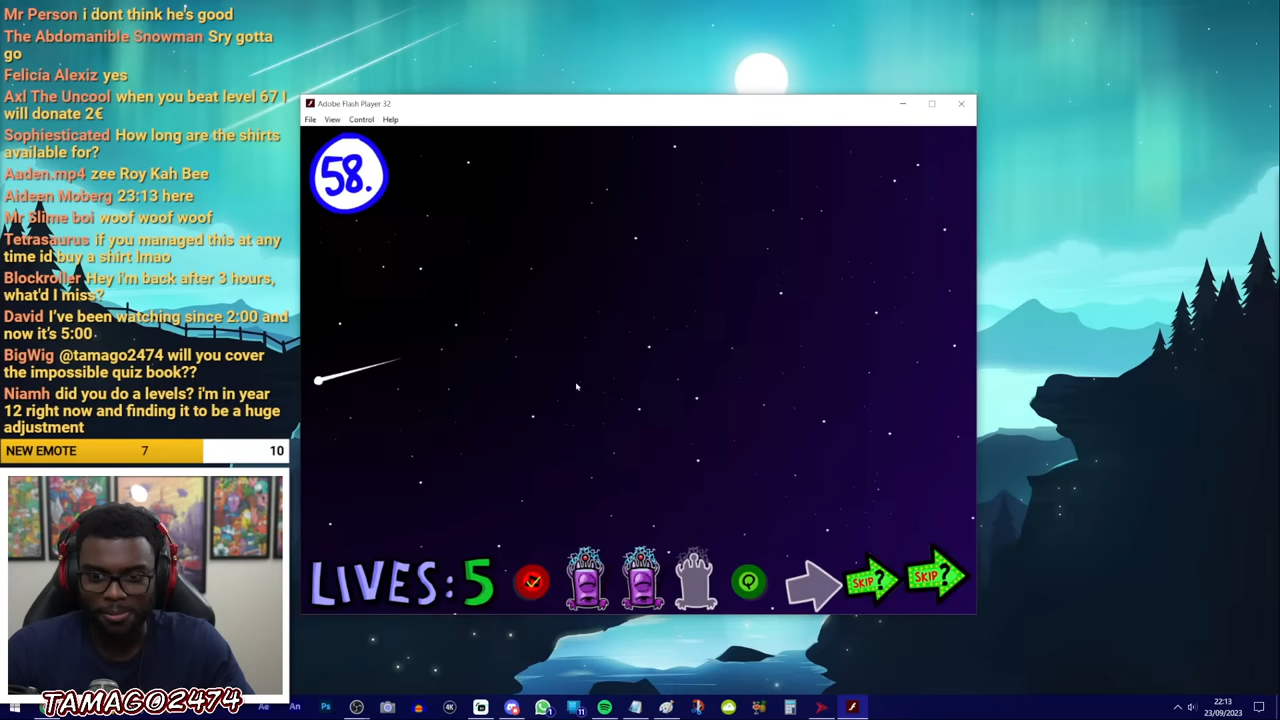 Mr Person i dont think he's good
The Abdomanible Snowman Sry gotta
go
Felicía Alexiz yes
Axl The Uncool when you beat level 67 I
will donate 2€
Sophiesticated How long are the shirts
available for?
Aaden.mp4 zee Roy Kah Bee
Aideen Moberg 23:13 here
Mr Slime boi woof woof woof
Tetrasaurus if you managed this at any
time id buy a shirt lmao
Blockroller Hey i'm back after 3 hours,
what'd I miss?
David I've been watching since 2:00 and
now it's 5:00
BigWig @tamago2474 will you cover
the impossible quiz book??
Niamh did you do a levels? i'm in year
12 right now and finding it to be a huge
adjustment
NEW EMOTE 7 10
TAMAGO2474
Adobe Flash Player 32
File View Control Help
58.
LIVES: 5
SKIP?
SKIP?
Ae An Ps 4K
22:13
23/09/2023